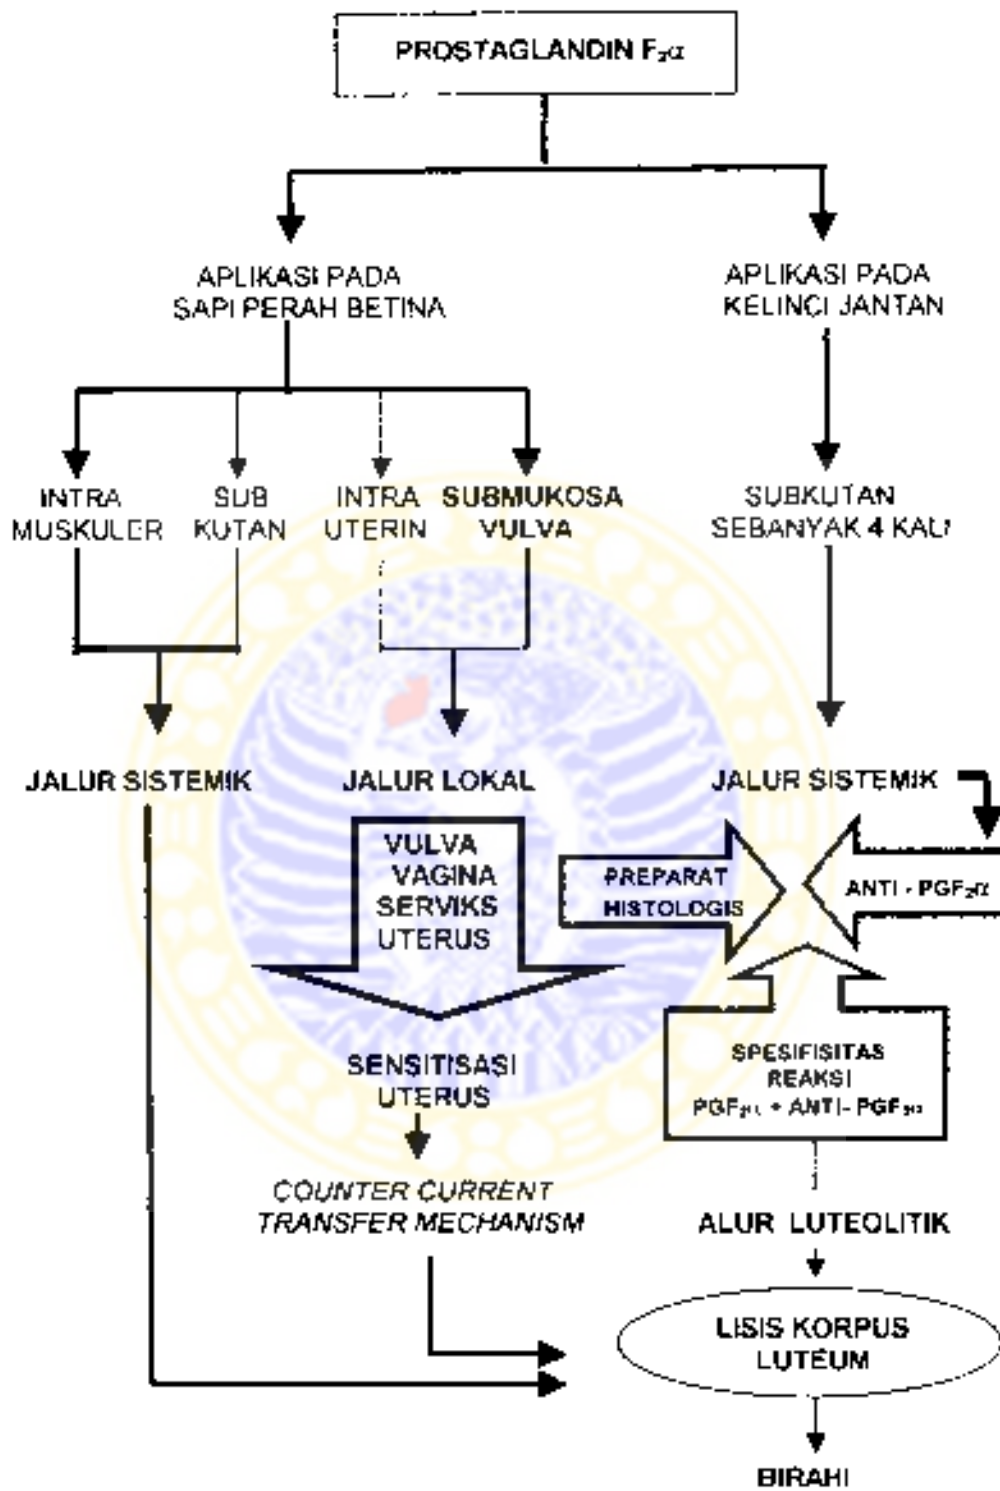 PROSTAGLANDIN F₂α
APLIKASI PADA
SAPI PERAH BETINA
APLIKASI PADA
KELINCI JANTAN
INTRA
MUSKULER
SUB
KUTAN
INTRA
UTERIN
SUBMUKOSA
VULVA
SUBKUTAN
SEBANYAK 4 KALI
JALUR SISTEMIK
JALUR LOKAL
JALUR SISTEMIK
VULVA
VAGINA
SERVIKS
UTERUS
PREPARAT
HISTOLOGIS
ANTI - PGF₂α
SENSITISASI
UTERUS
SPESIFISITAS
REAKSI
PGF₂α + ANTI- PGF₂α
COUNTER CURRENT
TRANSFER MECHANISM
ALUR LUTEOLITIK
LISIS KORPUS
LUTEUM
BIRAHI